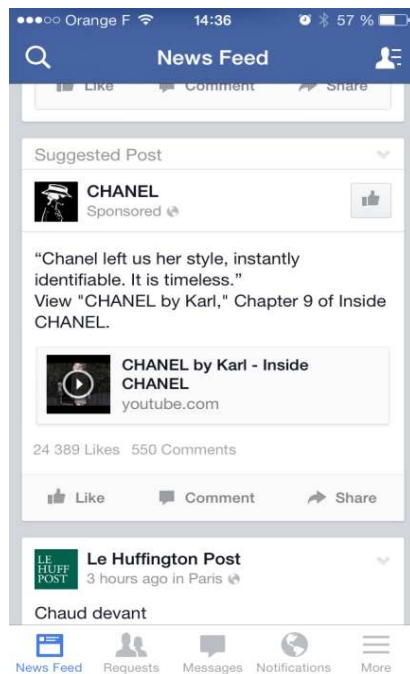 Orange F 14:36 57 %
News Feed
Like Comment Share
Suggested Post
CHANEL
Sponsored
“Chanel left us her style, instantly
identifiable. It is timeless.”
View "CHANEL by Karl," Chapter 9 of Inside
CHANEL.
CHANEL by Karl - Inside
CHANEL
youtube.com
24 389 Likes 550 Comments
Like Comment Share
LE
HUFF
POST
Le Huffington Post
3 hours ago in Paris
Chaud devant
News Feed Requests Messages Notifications More